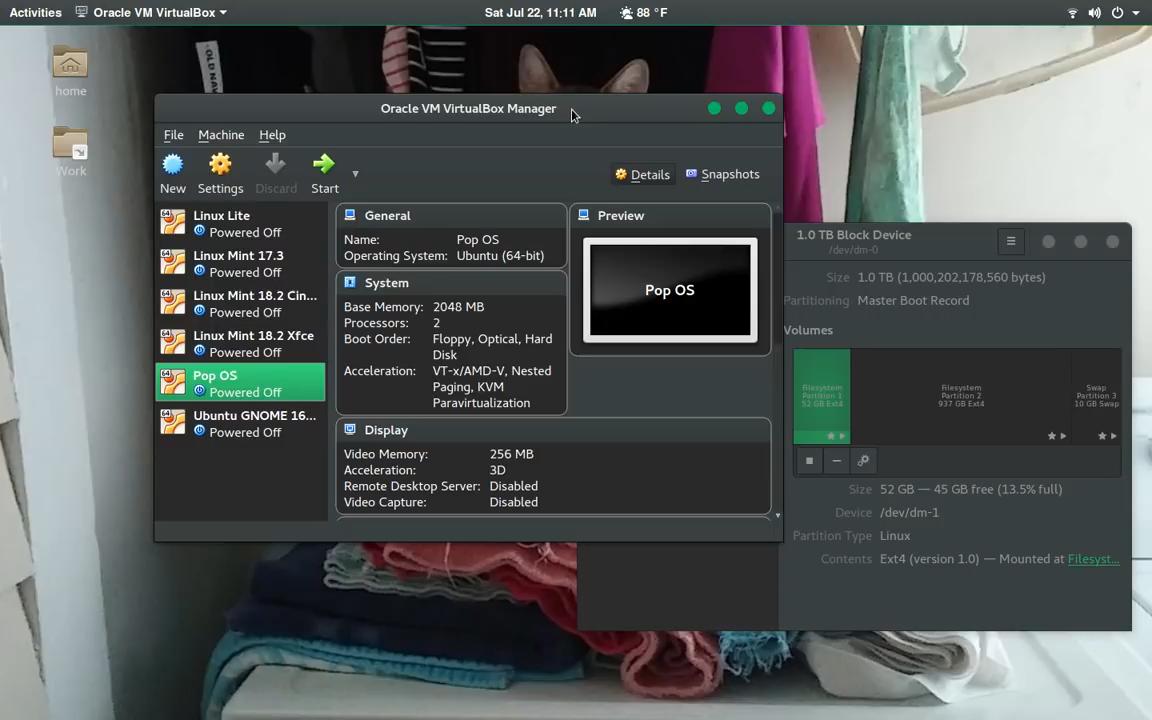 Activities Oracle VM VirtualBox Sat Jul 22, 11:11 AM 88 °F
home
Work
OLD NAVY
Oracle VM VirtualBox Manager
File Machine Help
New Settings Discard Start Details Snapshots
64 Linux Lite
Powered Off
64 Linux Mint 17.3
Powered Off
64 Linux Mint 18.2 Cin...
Powered Off
64 Linux Mint 18.2 Xfce
Powered Off
64 Pop OS
Powered Off
64 Ubuntu GNOME 16...
Powered Off
General
Name: Pop OS
Operating System: Ubuntu (64-bit)
System
Base Memory: 2048 MB
Processors: 2
Boot Order: Floppy, Optical, Hard
Disk
Acceleration: VT-x/AMD-V, Nested
Paging, KVM
Paravirtualization
Preview
Pop OS
Display
Video Memory: 256 MB
Acceleration: 3D
Remote Desktop Server: Disabled
Video Capture: Disabled
1.0 TB Block Device
/dev/dm-0
Size 1.0 TB (1,000,202,178,560 bytes)
Partitioning Master Boot Record
Volumes
Filesystem
Partition 1
52 GB Ext4
Filesystem
Partition 2
937 GB Ext4
Swap
Partition 3
10 GB Swap
Size 52 GB — 45 GB free (13.5% full)
Device /dev/dm-1
Partition Type Linux
Contents Ext4 (version 1.0) — Mounted at Filesyst...